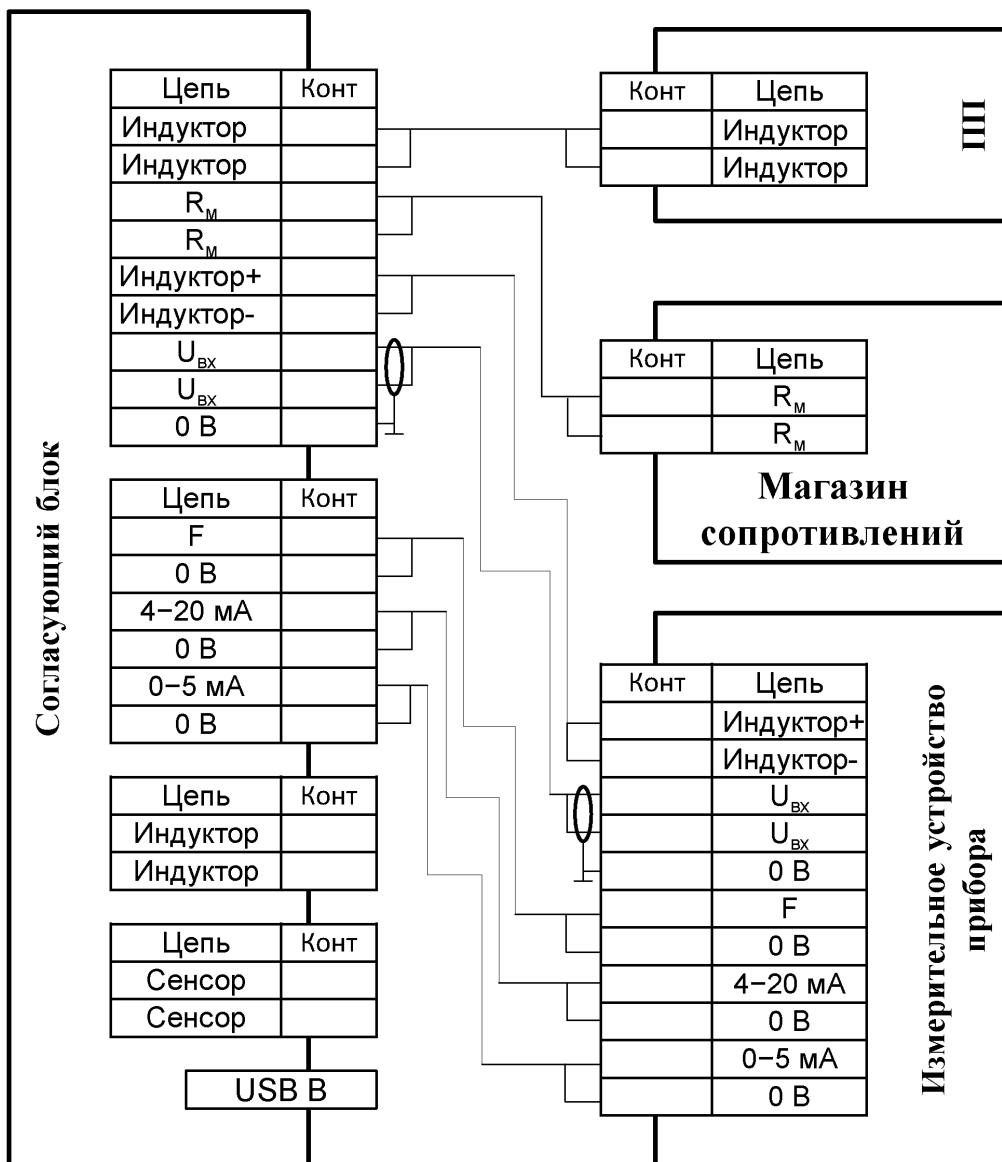 Согласующий блок
Цепь Конт
Индуктор
Индуктор
Rм
Rм
Индуктор+
Индуктор-
Uвх
Uвх
0 В
Цепь Конт
F
0 В
4−20 мА
0 В
0−5 мА
0 В
Цепь Конт
Индуктор
Индуктор
Цепь Конт
Сенсор
Сенсор
USB B
Конт Цепь
Индуктор
Индуктор
ПП
Конт Цепь
Rм
Rм
Магазин
сопротивлений
Конт Цепь
Индуктор+
Индуктор-
Uвх
Uвх
0 В
F
0 В
4−20 мА
0 В
0−5 мА
0 В
Измерительное устройство
прибора